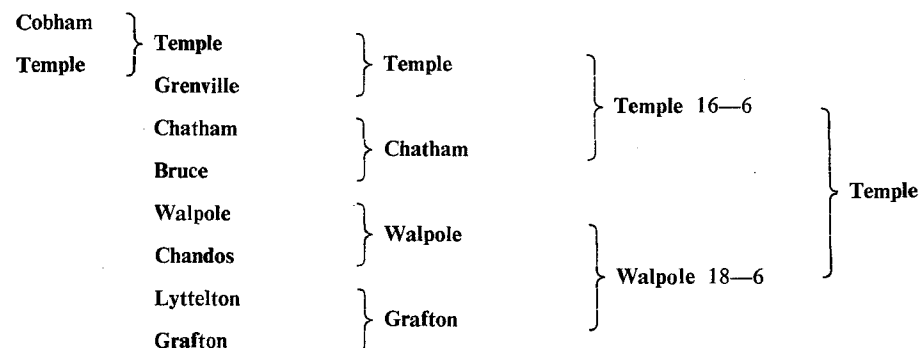 Cobham
Temple
Temple
Grenville
Chatham
Bruce
Walpole
Chandos
Lyttelton
Grafton
Temple
Chatham
Walpole
Grafton
Temple 16—6
Walpole 18—6
Temple